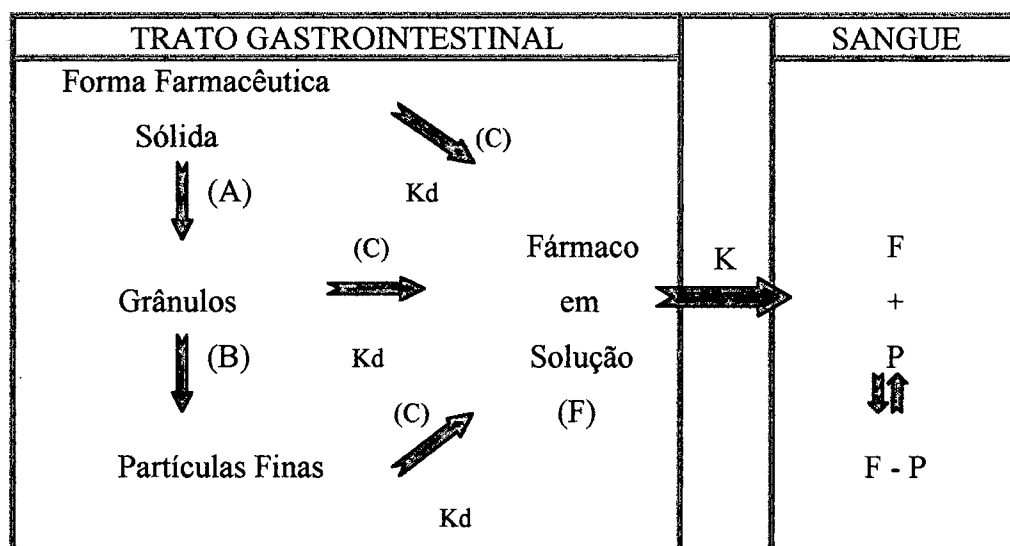 TRATO GASTROINTESTINAL
SANGUE
Forma Farmacêutica
Sólida
(C)
(A)
Kd
(C)
Fármaco
K
F
Grânulos
em
+
(B)
Kd
Solução
P
(C)
(F)
Partículas Finas
F - P
Kd